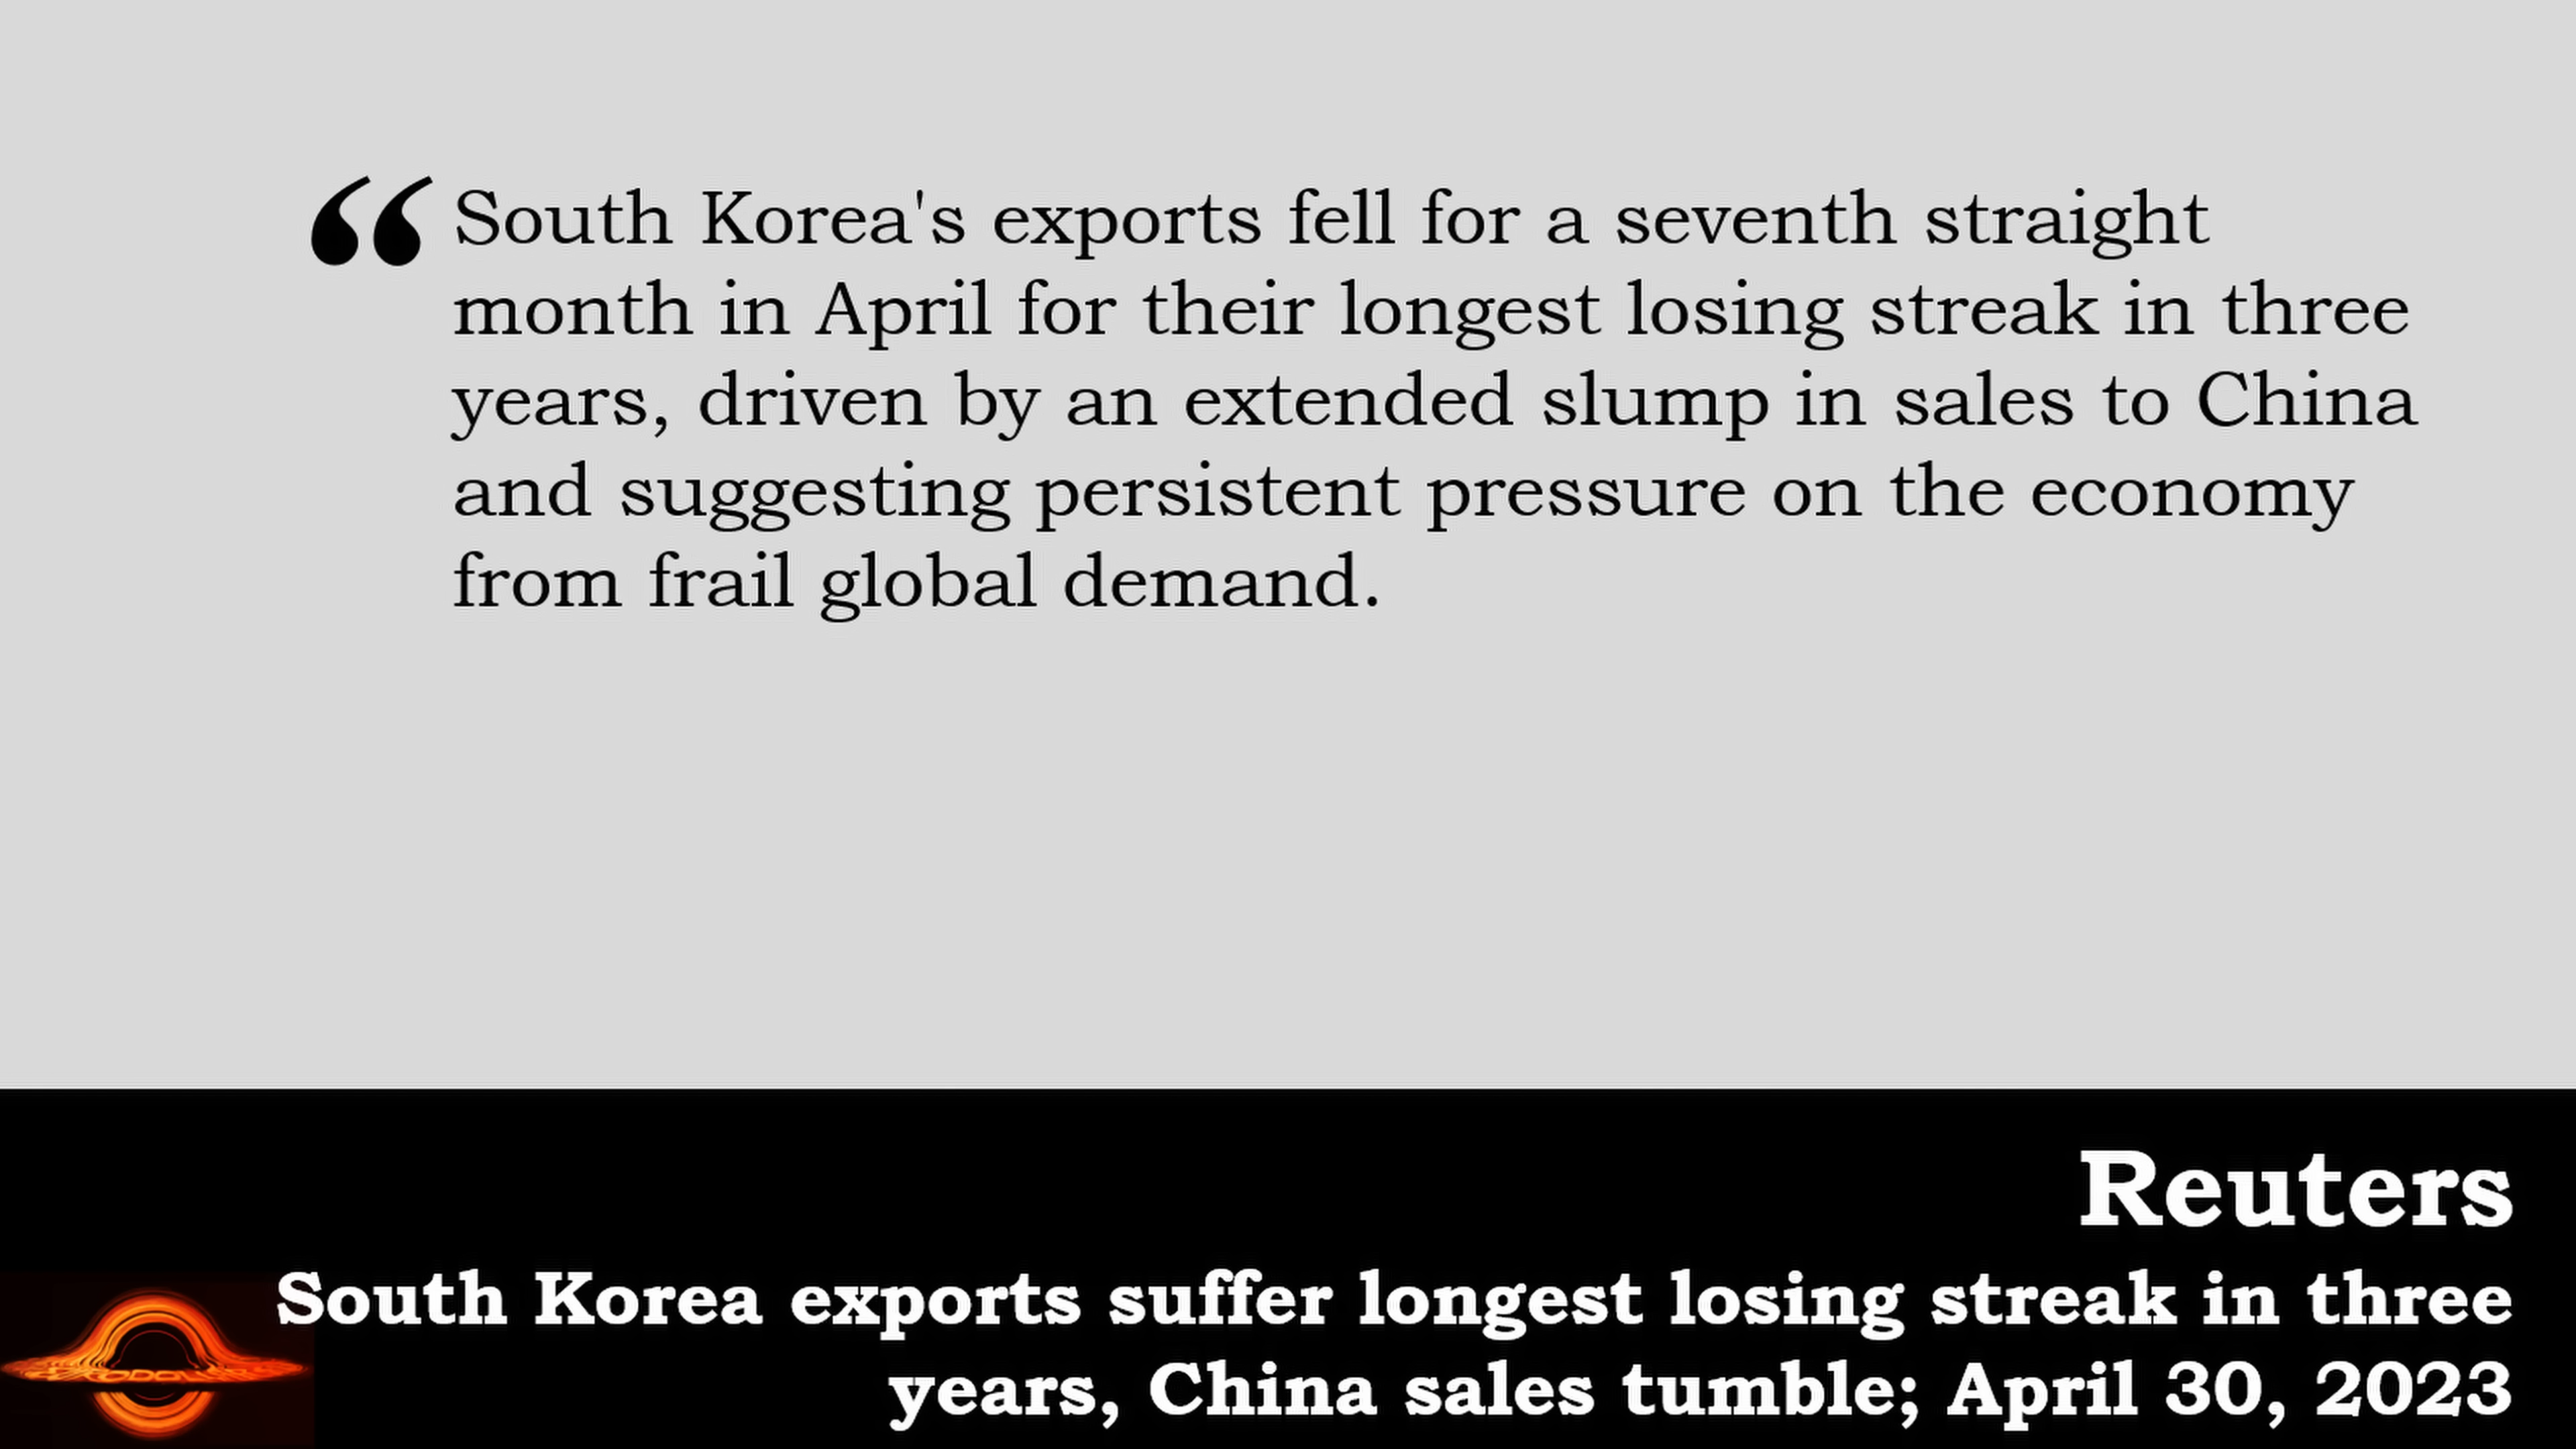 “South Korea's exports fell for a seventh straight
month in April for their longest losing streak in three
years, driven by an extended slump in sales to China
and suggesting persistent pressure on the economy
from frail global demand.
Reuters
South Korea exports suffer longest losing streak in three
years, China sales tumble; April 30, 2023